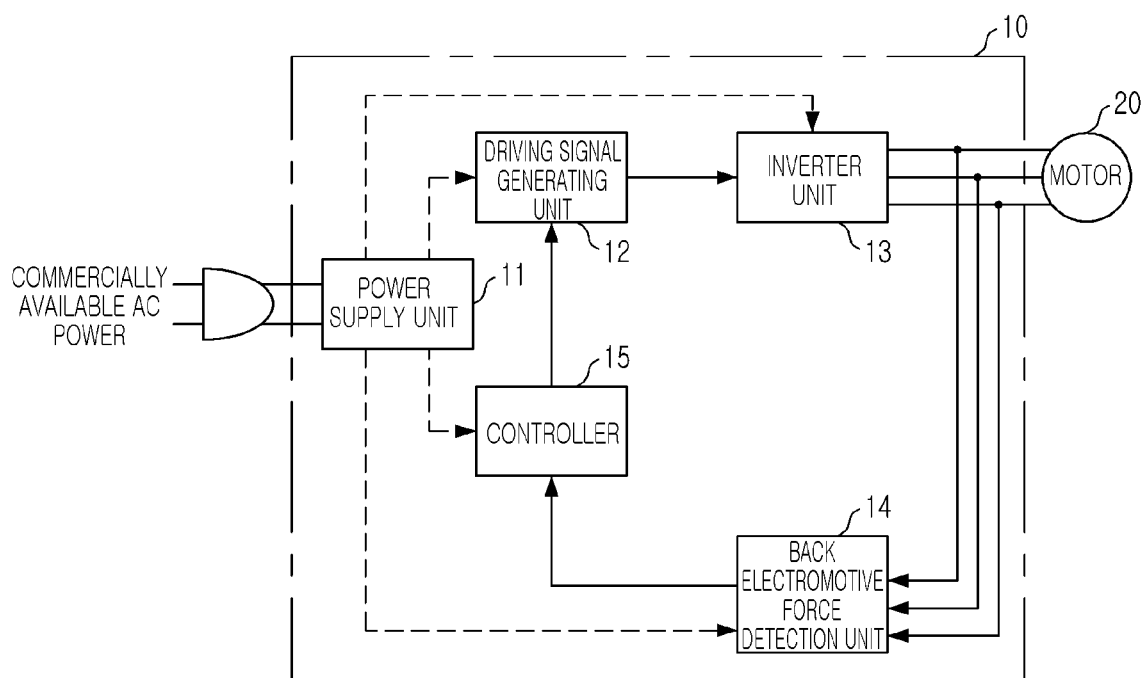 10
20
DRIVING SIGNAL
GENERATING
UNIT
12
INVERTER
UNIT
13
MOTOR
COMMERCIALLY
AVAILABLE AC
POWER
POWER
SUPPLY UNIT
11
15
CONTROLLER
14
BACK
ELECTROMOTIVE
FORCE
DETECTION UNIT